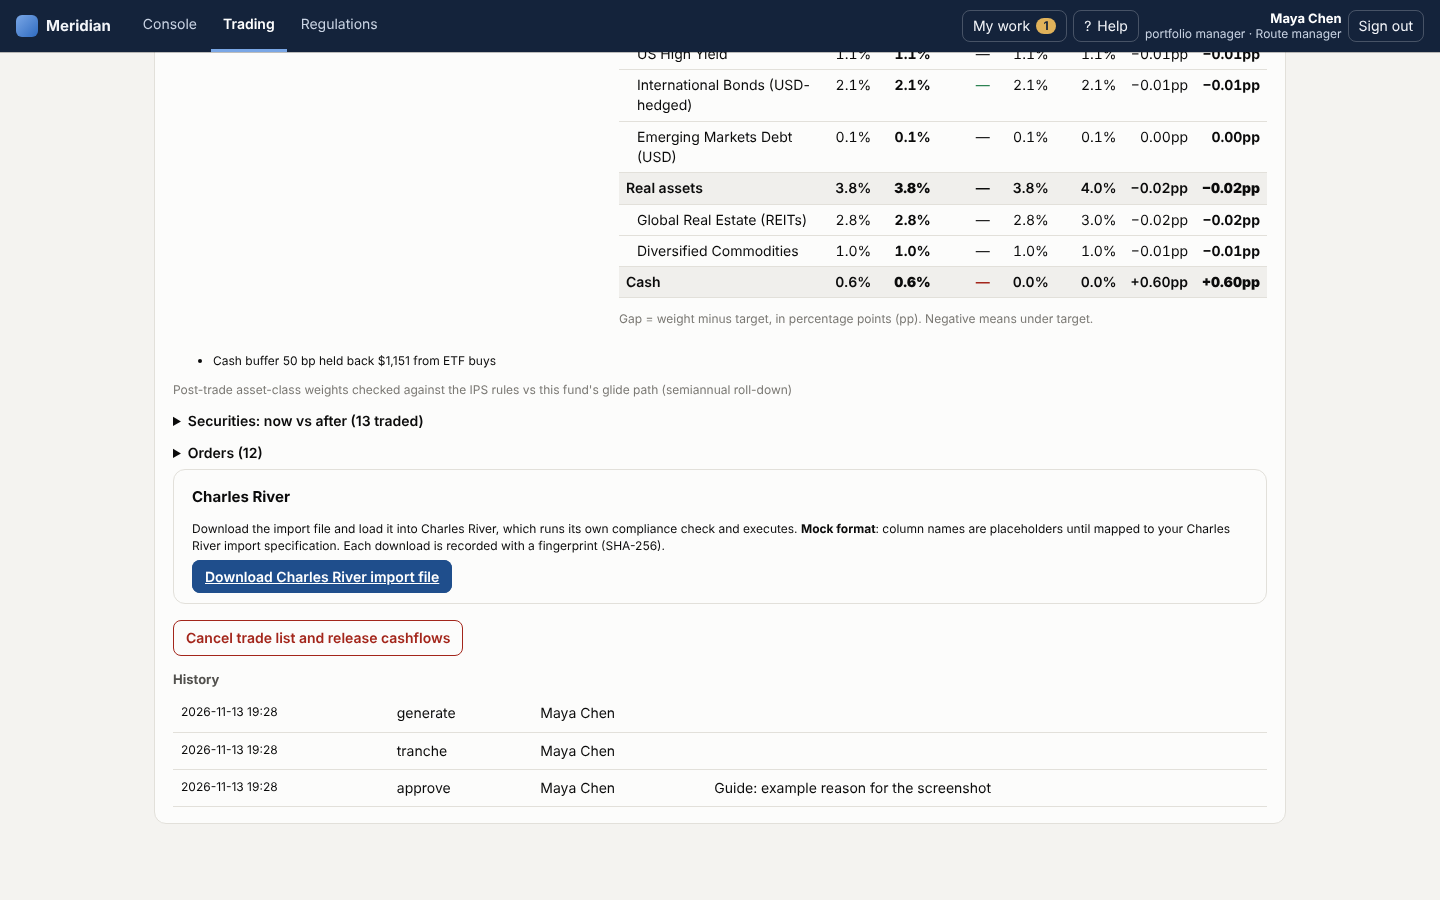 Meridian Console Trading Regulations My work 1 ? Help Maya Chen Sign out
portfolio manager · Route manager
US High Yield 1.1% 1.1% — 1.1% 1.1% −0.01pp −0.01pp
International Bonds (USD- 2.1% 2.1% — 2.1% 2.1% −0.01pp −0.01pp
hedged)
Emerging Markets Debt 0.1% 0.1% — 0.1% 0.1% 0.00pp 0.00pp
(USD)
Real assets 3.8% 3.8% — 3.8% 4.0% −0.02pp −0.02pp
Global Real Estate (REITs) 2.8% 2.8% — 2.8% 3.0% −0.02pp −0.02pp
Diversified Commodities 1.0% 1.0% — 1.0% 1.0% −0.01pp −0.01pp
Cash 0.6% 0.6% — 0.0% 0.0% +0.60pp +0.60pp
Gap = weight minus target, in percentage points (pp). Negative means under target.
• Cash buffer 50 bp held back $1,151 from ETF buys
Post-trade asset-class weights checked against the IPS rules vs this fund's glide path (semiannual roll-down)
Securities: now vs after (13 traded)
Orders (12)
Charles River
Download the import file and load it into Charles River, which runs its own compliance check and executes. Mock format: column names are placeholders until mapped to your Charles
River import specification. Each download is recorded with a fingerprint (SHA-256).
Download Charles River import file
Cancel trade list and release cashflows
History
2026-11-13 19:28 generate Maya Chen
2026-11-13 19:28 tranche Maya Chen
2026-11-13 19:28 approve Maya Chen Guide: example reason for the screenshot